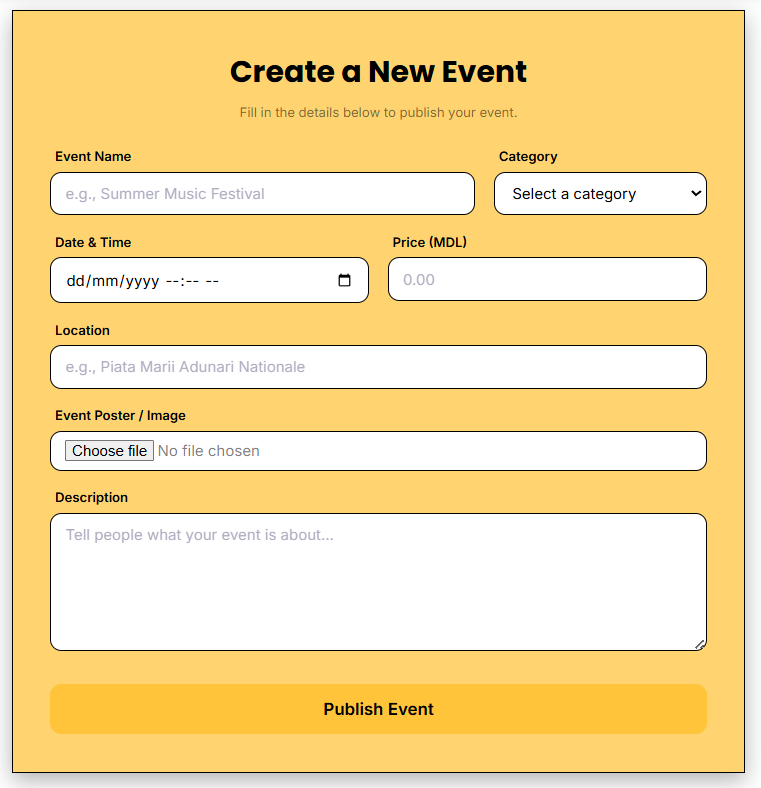 Create a New Event
Fill in the details below to publish your event.
Event Name Category
e.g., Summer Music Festival Select a category
Date & Time Price (MDL)
dd/mm/yyyy --:-- -- 0.00
Location
e.g., Piata Marii Adunari Nationale
Event Poster / Image
Choose file No file chosen
Description
Tell people what your event is about...
Publish Event